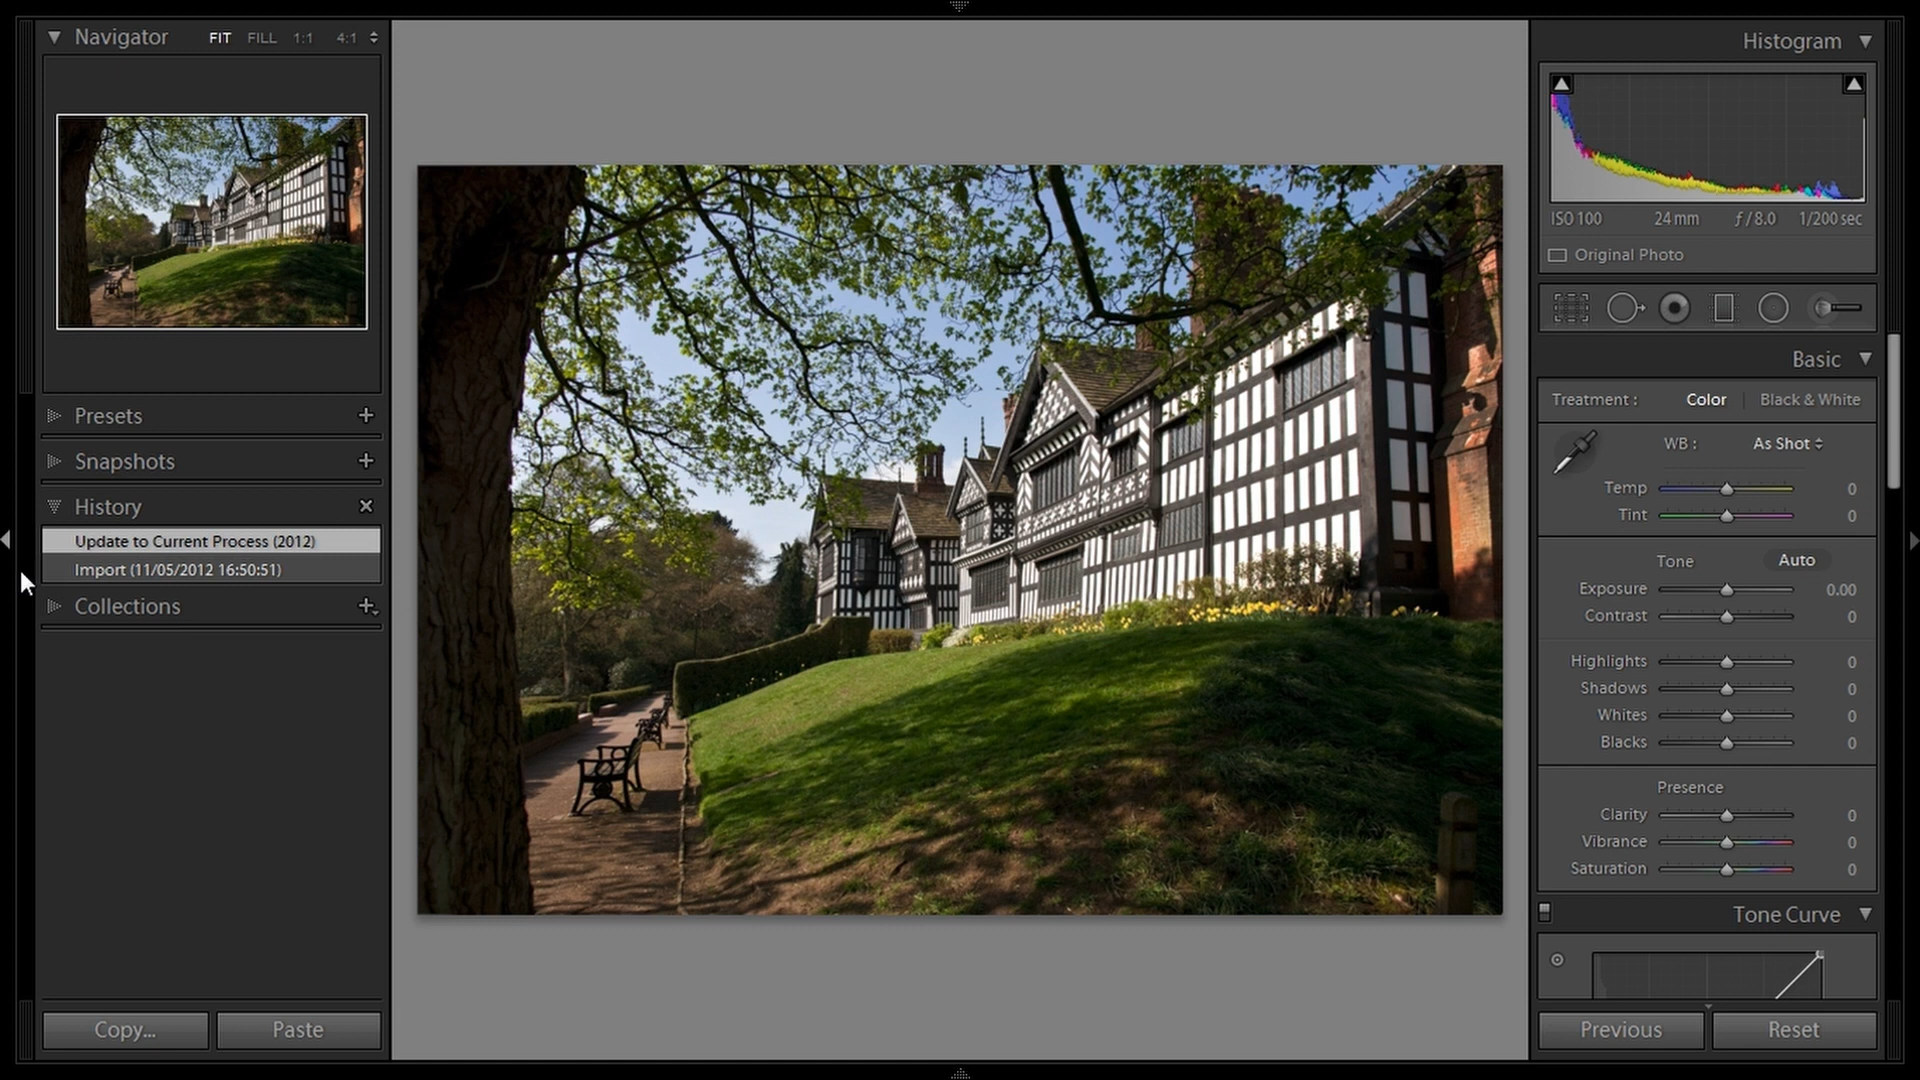 Navigator FIT FILL 1:1 4:1
Presets
Snapshots
History
Update to Current Process (2012)
Import (11/05/2012 16:50:51)
Collections
Copy... Paste
Histogram
ISO 100 24 mm ƒ / 8.0 1/200 sec
Original Photo
Basic
Treatment : Color Black & White
WB : As Shot
Temp 0
Tint 0
Tone Auto
Exposure 0.00
Contrast 0
Highlights 0
Shadows 0
Whites 0
Blacks 0
Presence
Clarity 0
Vibrance 0
Saturation 0
Tone Curve
Previous Reset